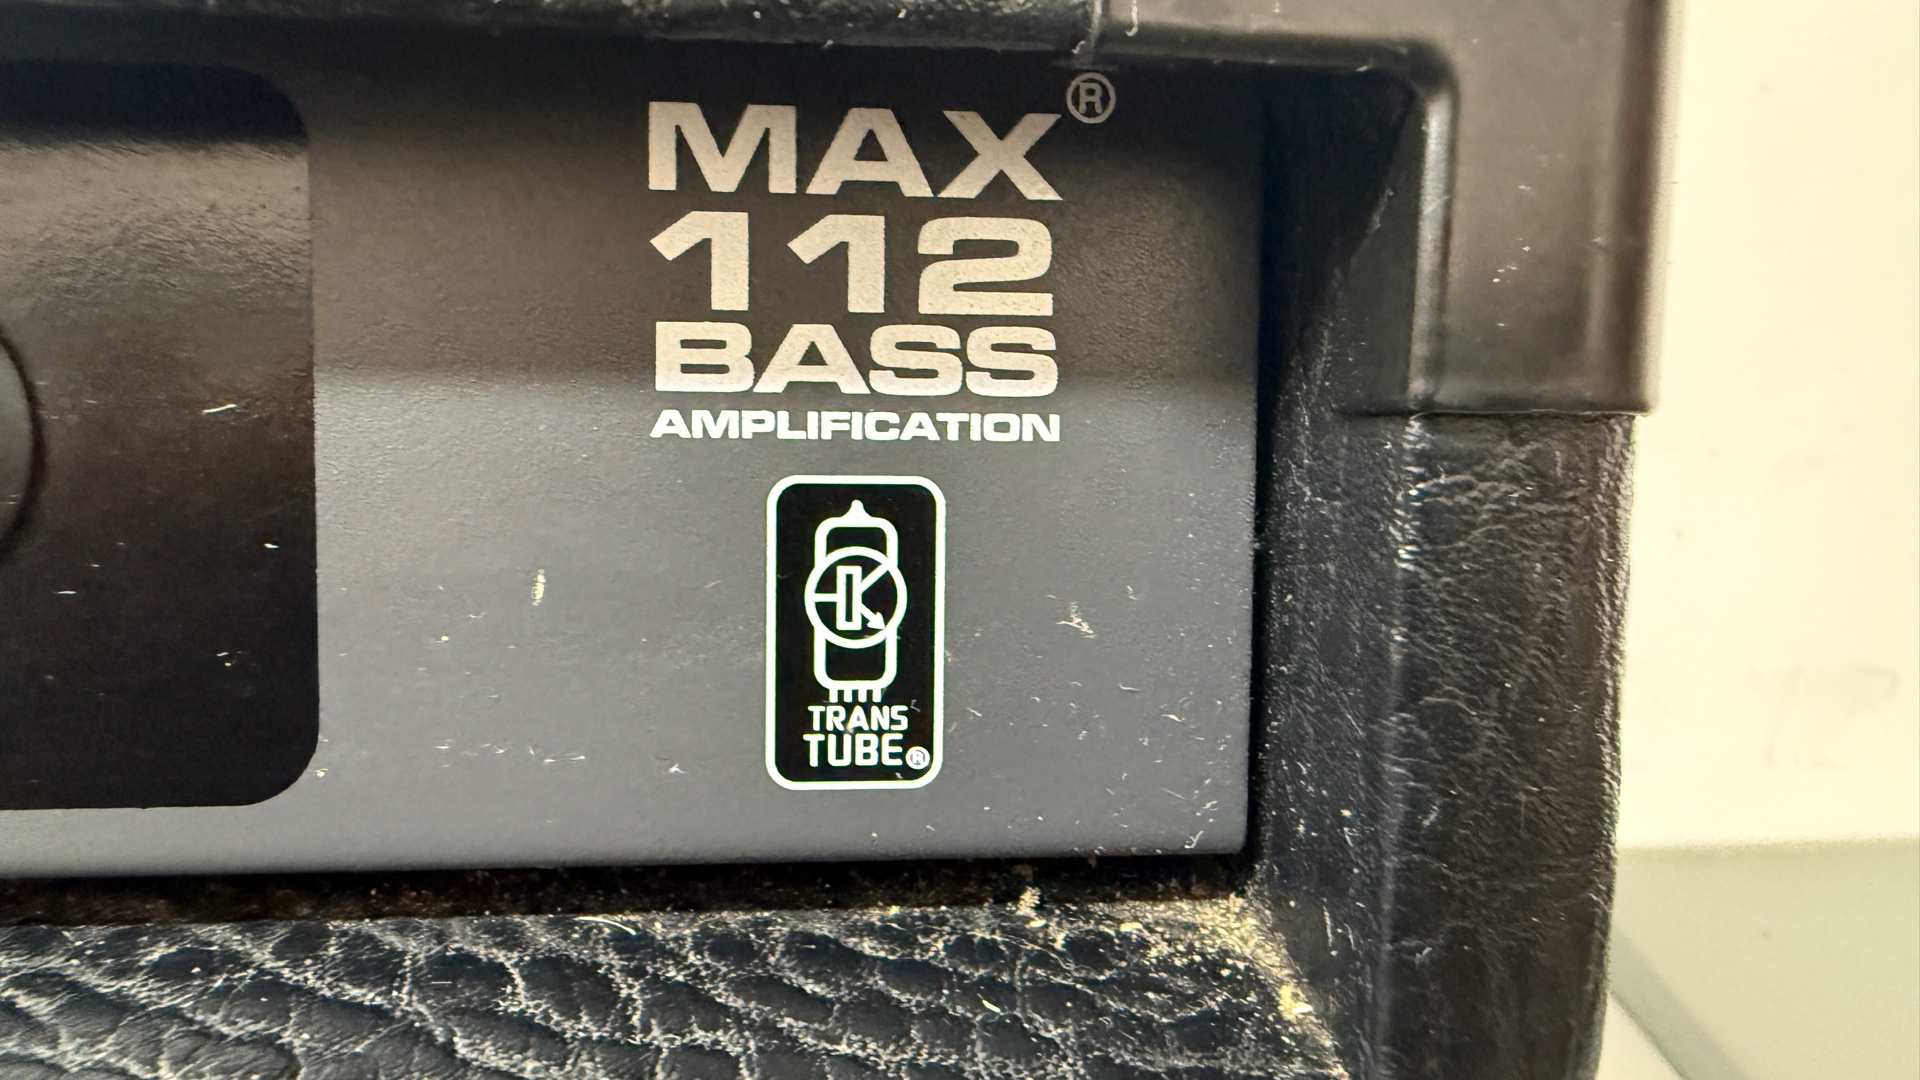 MAX®
112
BASS
AMPLIFICATION
TRANS
TUBE®